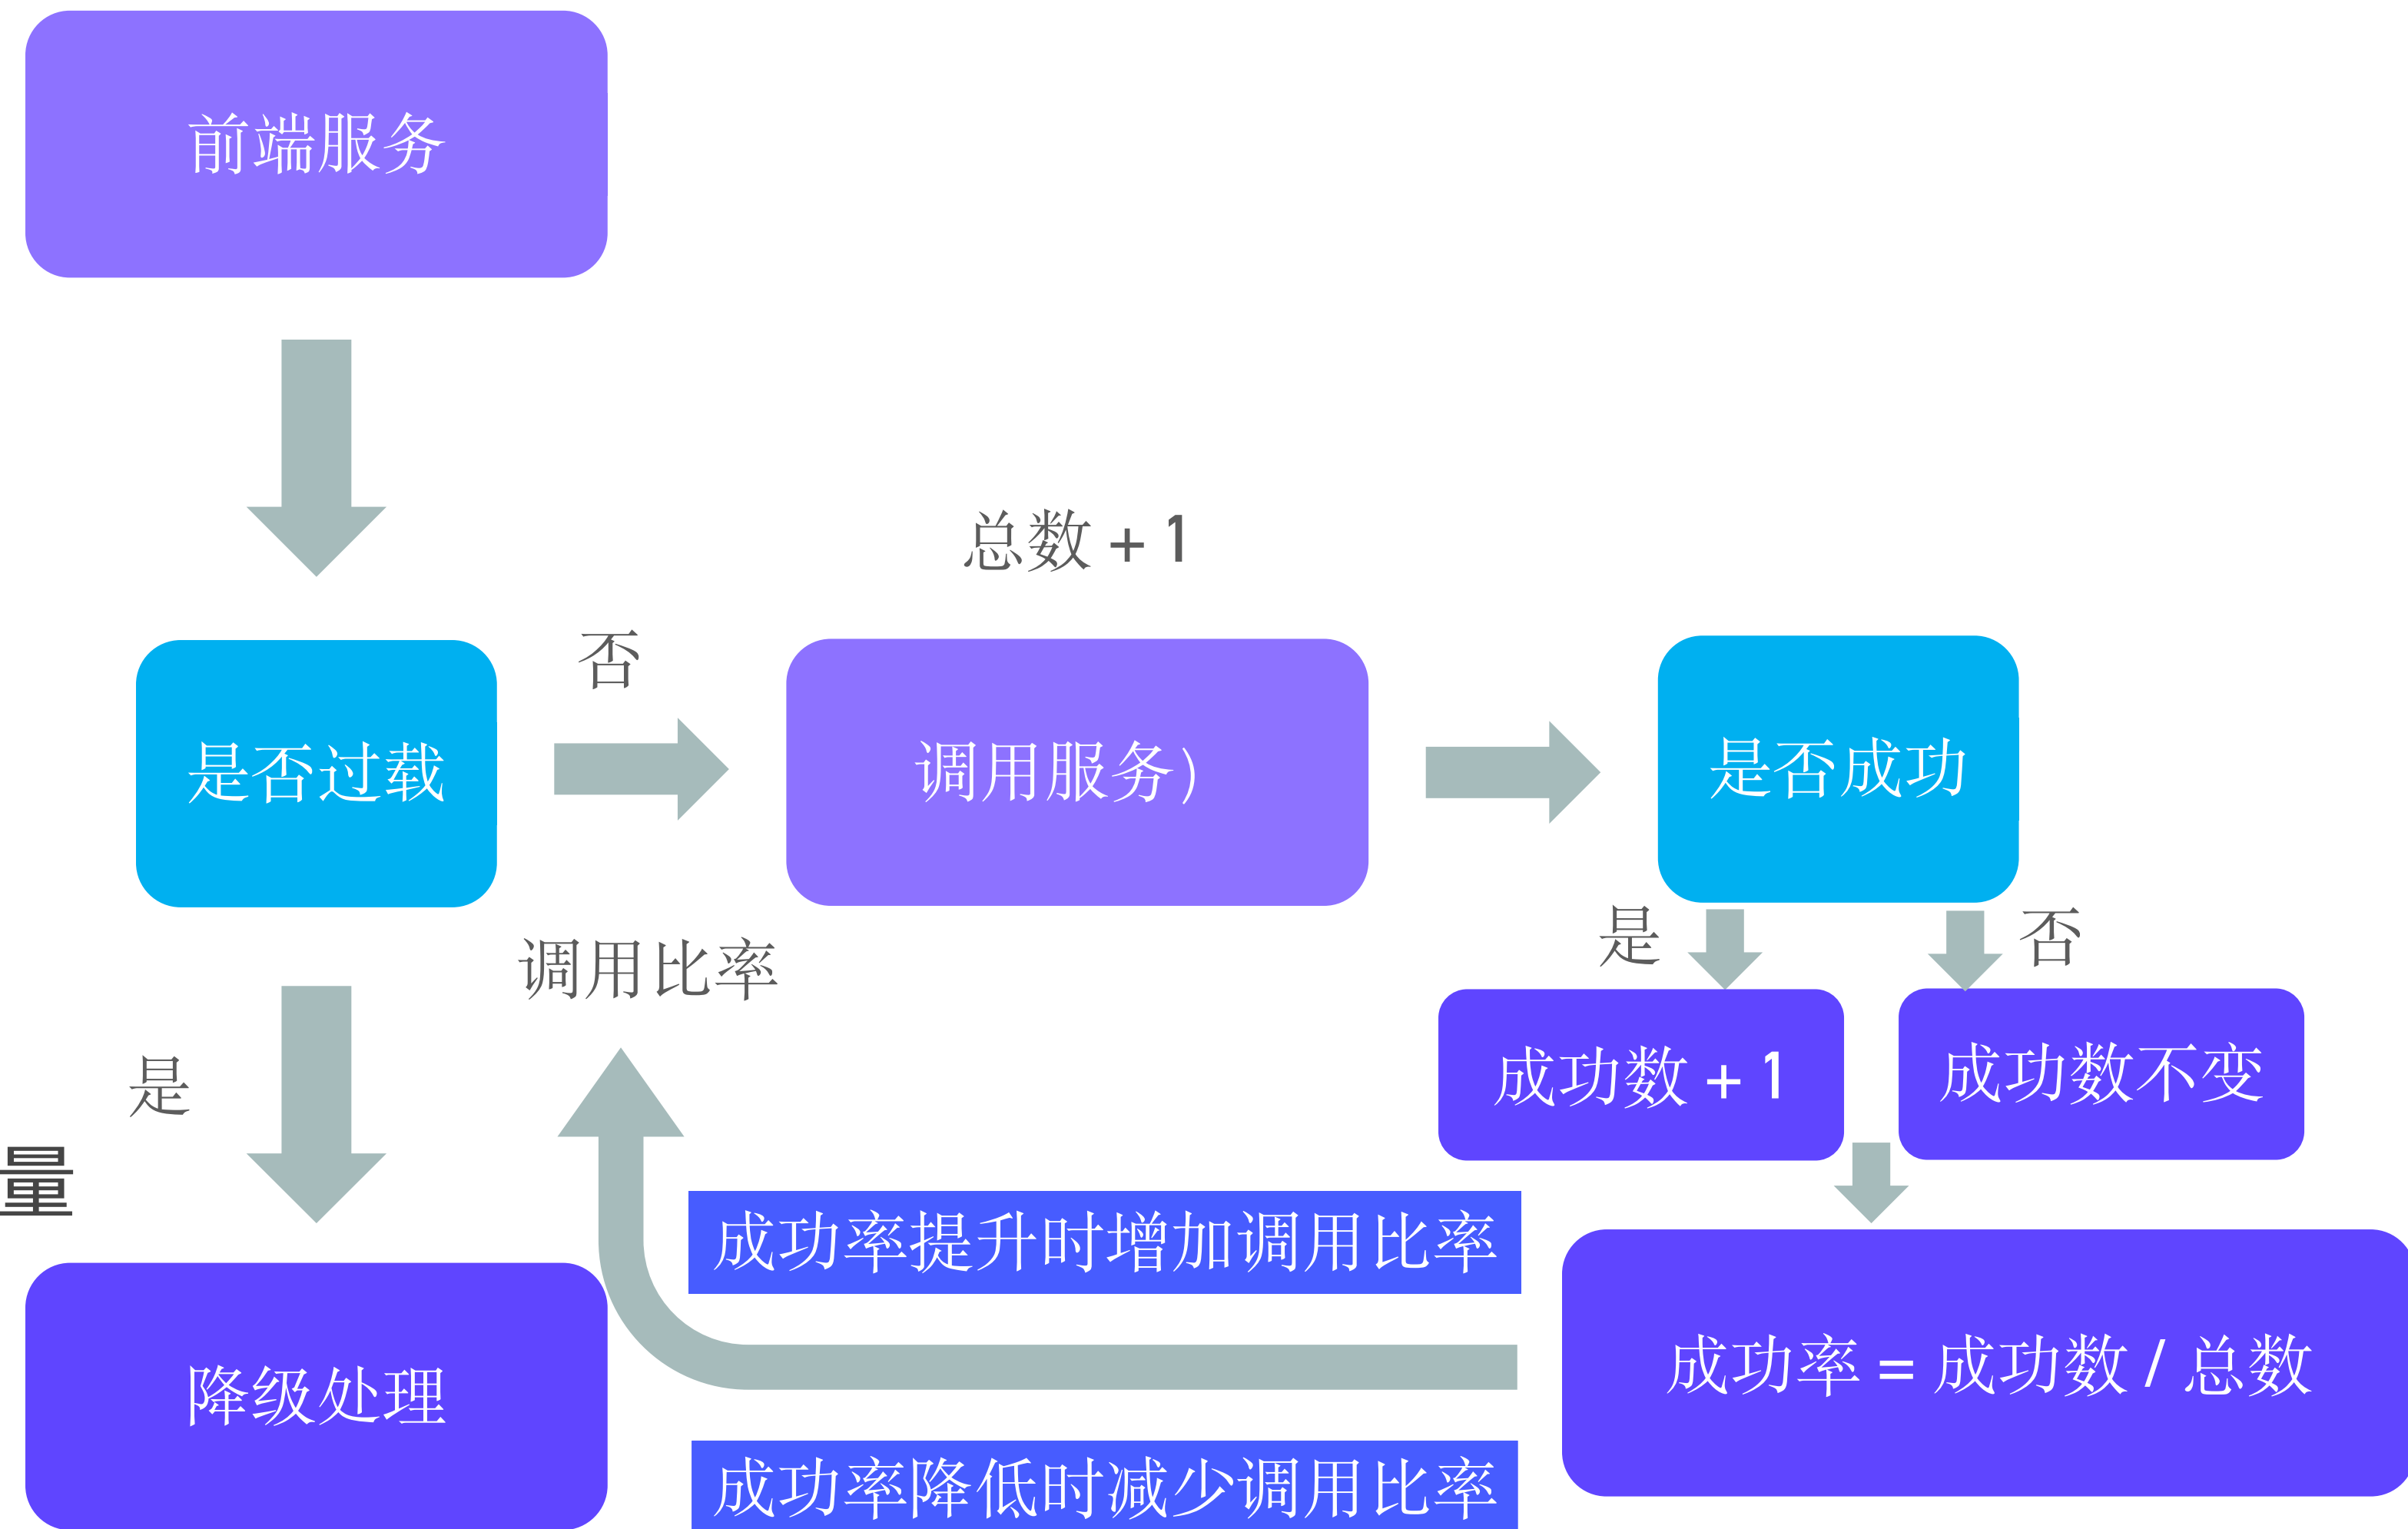 前端服务
总数 + 1
否
是否过载
调用服务)
是否成功
是
否
调用比率
成功数 + 1
成功数不变
是
量
成功率提升时增加调用比率
成功率 = 成功数 / 总数
降级处理
成功率降低时减少调用比率